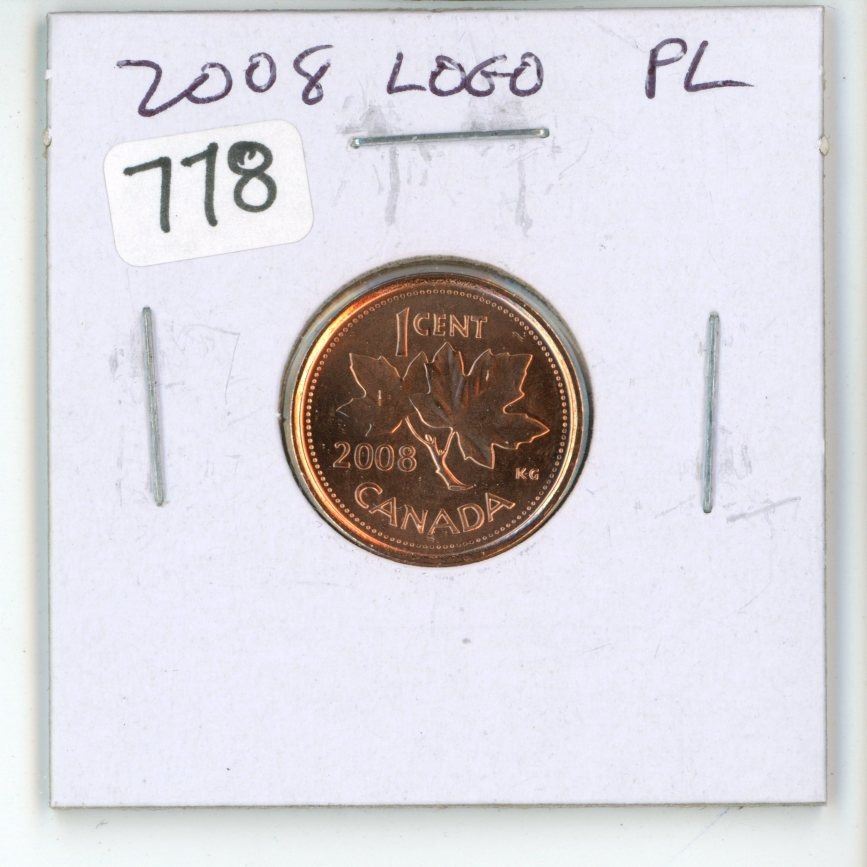 2008 LOGO PL
778
1 CENT
2008
KG
CANADA